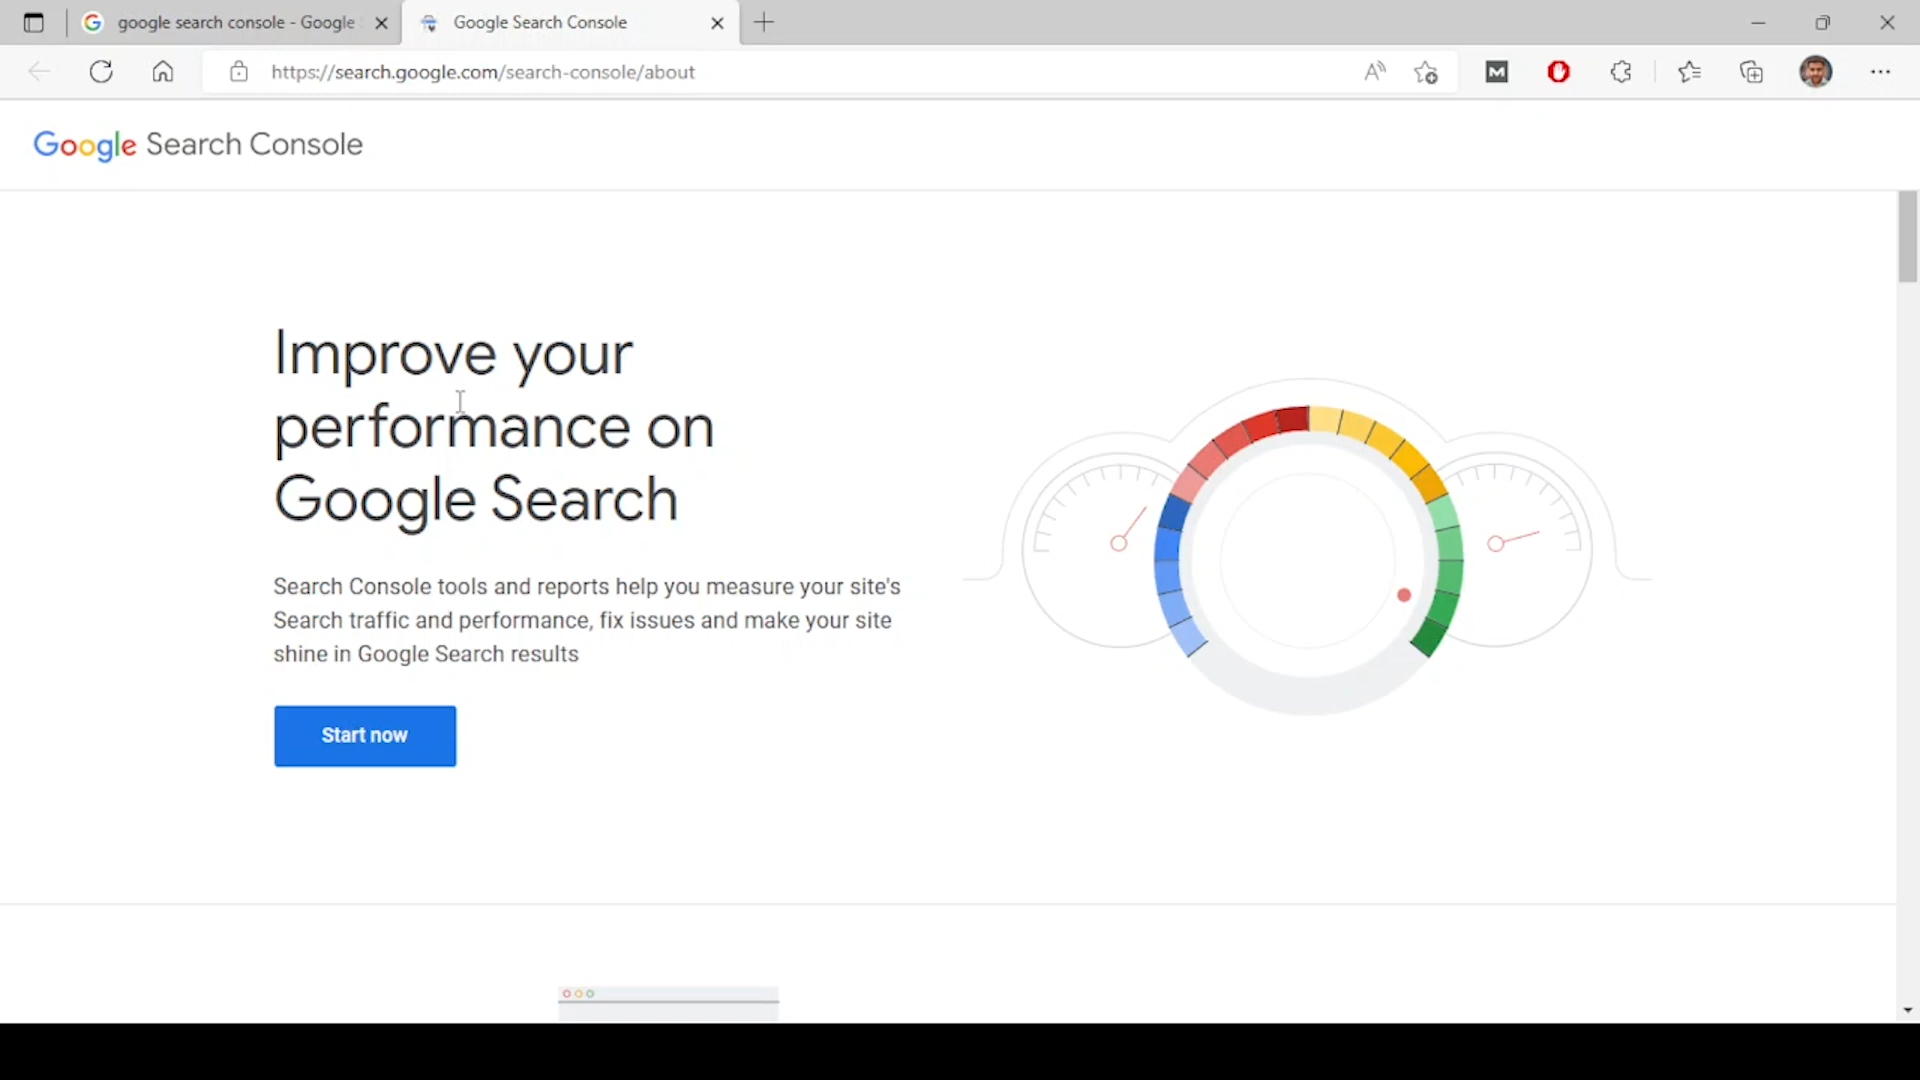 google search console - Google
Google Search Console
https://search.google.com/search-console/about
Google Search Console
Improve your
performance on
Google Search
Search Console tools and reports help you measure your site's
Search traffic and performance, fix issues and make your site
shine in Google Search results
Start now